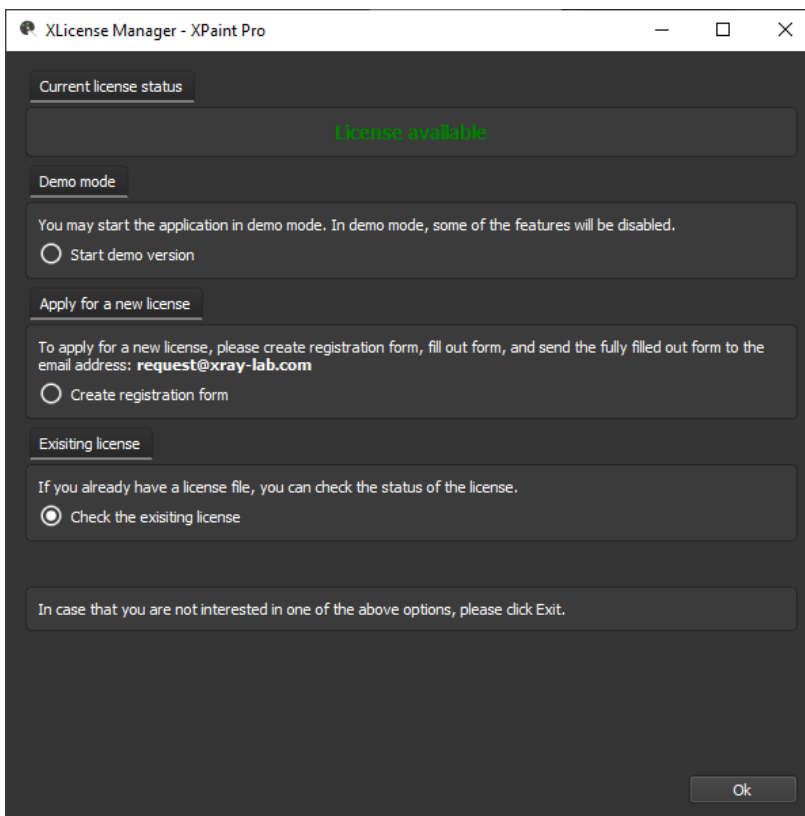 XLicense Manager - XPaint Pro
Current license status
License available
Demo mode
You may start the application in demo mode. In demo mode, some of the features will be disabled.
Start demo version
Apply for a new license
To apply for a new license, please create registration form, fill out form, and send the fully filled out form to the
email address: request@xray-lab.com
Create registration form
Exisiting license
If you already have a license file, you can check the status of the license.
Check the exisiting license
In case that you are not interested in one of the above options, please click Exit.
Ok